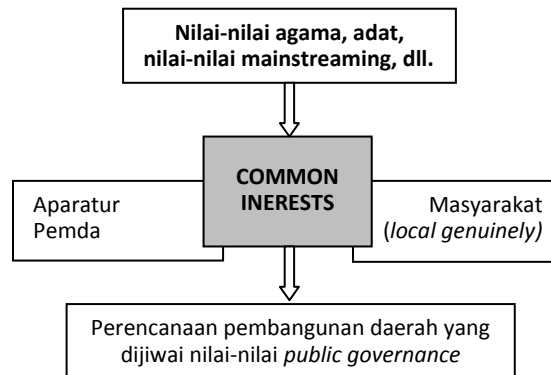 Nilai-nilai agama, adat,
nilai-nilai mainstreaming, dll.
COMMON
INERESTS
Aparatur
Pemda
Masyarakat
(local genuinely)
Perencanaan pembangunan daerah yang
dijiwai nilai-nilai public governance